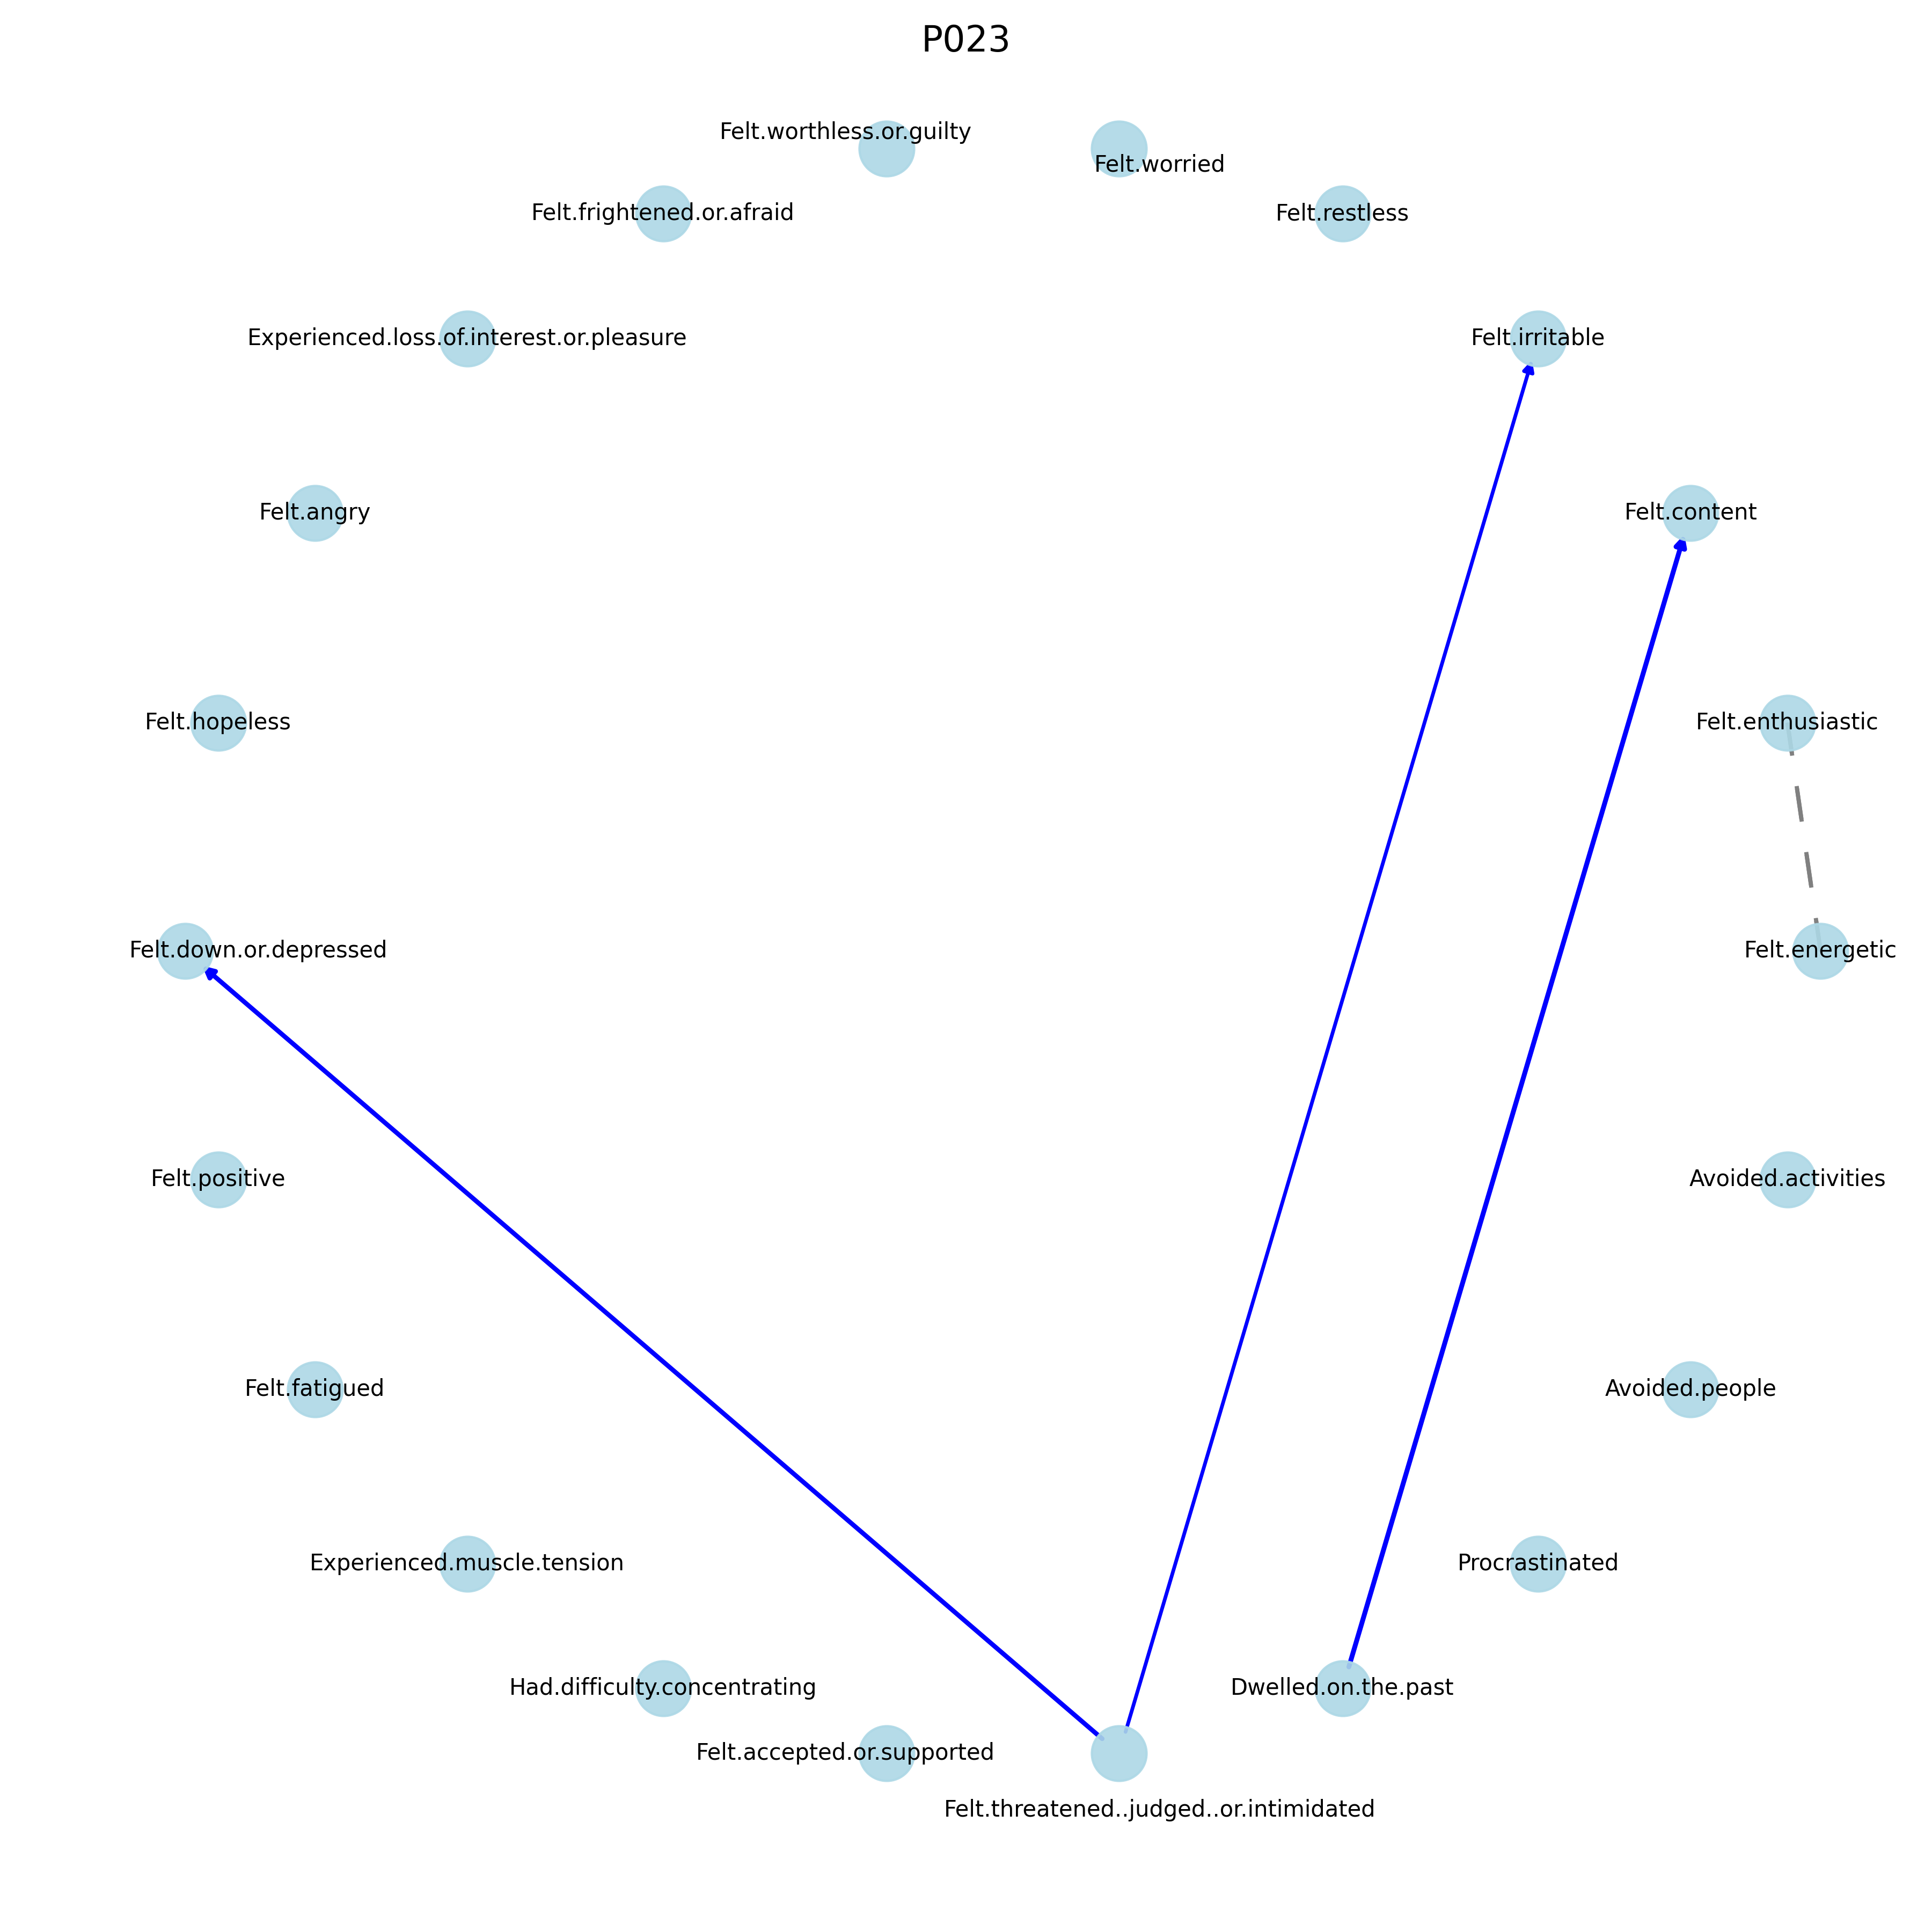 P023
Felt.worthless.or.guilty
Felt.worried
Felt.frightened.or.afraid
Felt.restless
Experienced.loss.of.interest.or.pleasure
Felt.irritable
Felt.angry
Felt.content
Felt.hopeless
Felt.enthusiastic
Felt.down.or.depressed
Felt.energetic
Felt.positive
Avoided.activities
Felt.fatigued
Avoided.people
Experienced.muscle.tension
Procrastinated
Had.difficulty.concentrating
Dwelled.on.the.past
Felt.accepted.or.supported
Felt.threatened..judged..or.intimidated